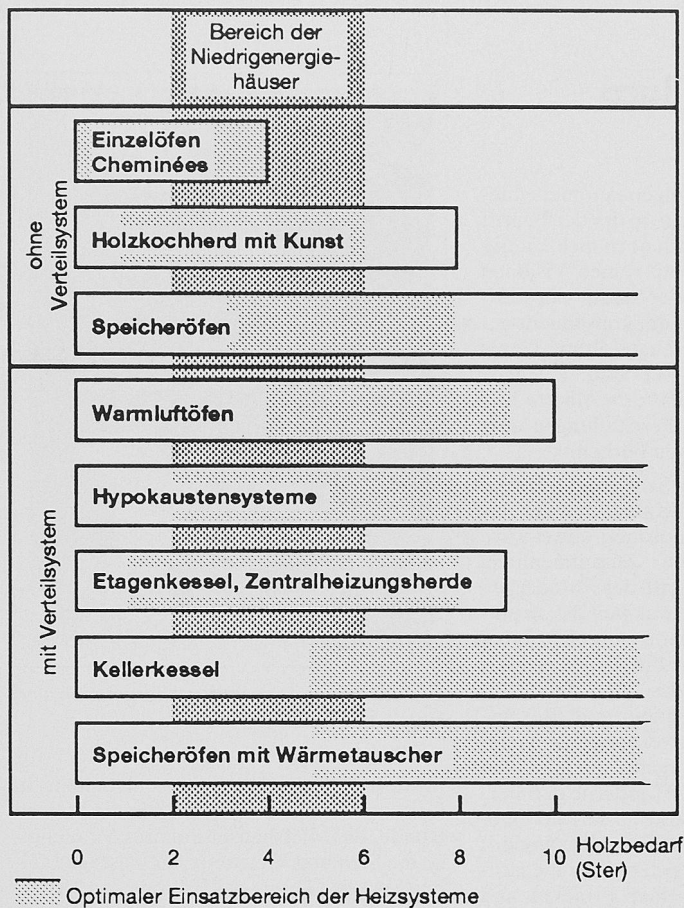 Bereich der
Niedrigenergie-
häuser
ohne
Verteilsystem
Einzelöfen
Cheminées
Holzkochherd mit Kunst
Speicheröfen
mit Verteilsystem
Warmluftöfen
Hypokaustensysteme
Etagenkessel, Zentralheizungsherde
Kellerkessel
Speicheröfen mit Wärmetauscher
0 2 4 6 8 10 Holzbedarf
(Ster)
Optimaler Einsatzbereich der Heizsysteme